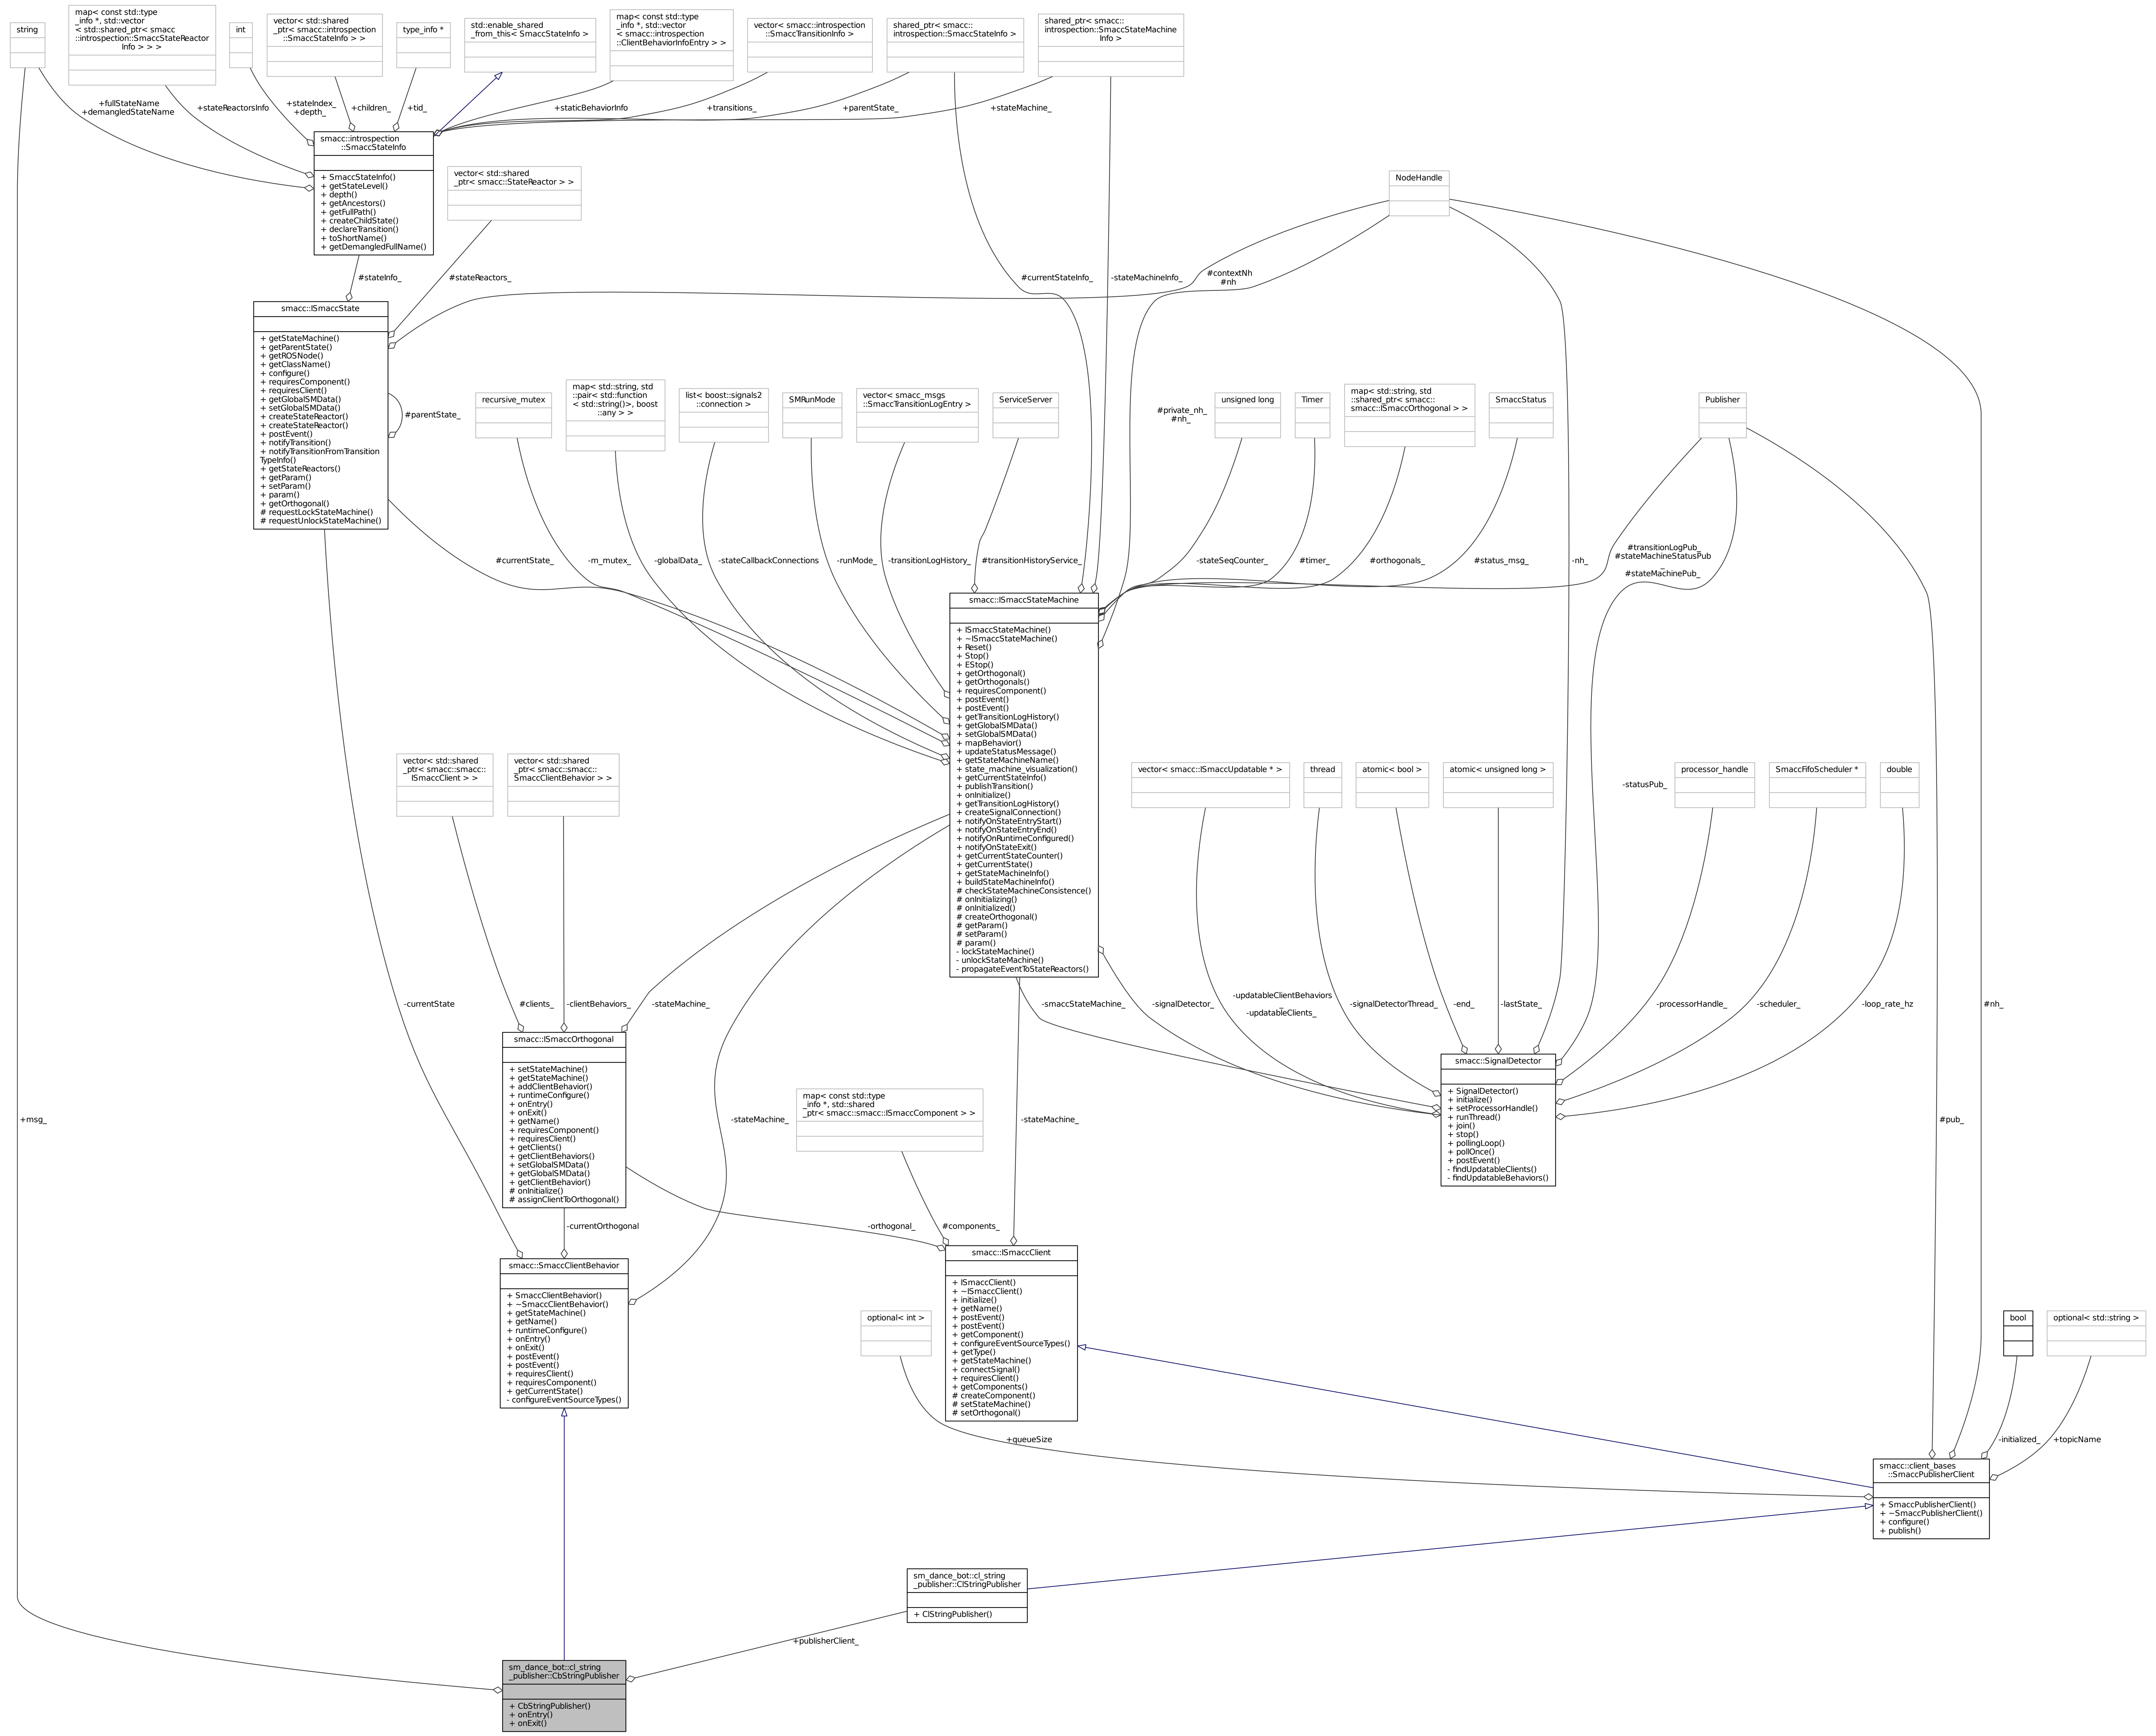 string
map< const std::type
_info *, std::vector
< std::shared_ptr< smacc
::introspection::SmaccStateReactor
Info > > >
int
vector< std::shared
_ptr< smacc::introspection
::SmaccStateInfo > >
type_info *
std::enable_shared
_from_this< SmaccStateInfo >
map< const std::type
_info *, std::vector
< smacc::introspection
::ClientBehaviorInfoEntry > >
vector< smacc::introspection
::SmaccTransitionInfo >
shared_ptr< smacc::
introspection::SmaccStateInfo >
shared_ptr< smacc::
introspection::SmaccStateMachine
Info >
+fullStateName
+demangledStateName
+stateReactorsInfo
+stateIndex_
+depth_
+children_
+tid_
+staticBehaviorInfo
+transitions_
+parentState_
+stateMachine_
smacc::introspection
::SmaccStateInfo
+ SmaccStateInfo()
+ getStateLevel()
+ depth()
+ getAncestors()
+ getFullPath()
+ createChildState()
+ declareTransition()
+ toShortName()
+ getDemangledFullName()
vector< std::shared
_ptr< smacc::StateReactor > >
NodeHandle
#stateInfo_
#stateReactors_
#currentStateInfo_
-stateMachineInfo_
#contextNh
#nh
smacc::ISmaccState
+ getStateMachine()
+ getParentState()
+ getROSNode()
+ getClassName()
+ configure()
+ requiresComponent()
+ requiresClient()
+ getGlobalSMData()
+ setGlobalSMData()
+ createStateReactor()
+ createStateReactor()
+ postEvent()
+ notifyTransition()
+ notifyTransitionFromTransition
TypeInfo()
+ getStateReactors()
+ getParam()
+ setParam()
+ param()
+ getOrthogonal()
# requestLockStateMachine()
# requestUnlockStateMachine()
#parentState_
recursive_mutex
map< std::string, std
::pair< std::function
< std::string()>, boost
::any > >
list< boost::signals2
::connection >
SMRunMode
vector< smacc_msgs
::SmaccTransitionLogEntry >
ServiceServer
#private_nh_
#nh_
unsigned long
Timer
map< std::string, std
::shared_ptr< smacc::
smacc::ISmaccOrthogonal > >
SmaccStatus
Publisher
#currentState_
-m_mutex_
-globalData_
-stateCallbackConnections
-runMode_
-transitionLogHistory_
#transitionHistoryService_
-stateSeqCounter_
#timer_
#orthogonals_
#status_msg_
-nh_
#transitionLogPub_
#stateMachineStatusPub
_
#stateMachinePub_
smacc::ISmaccStateMachine
+ ISmaccStateMachine()
+ ~ISmaccStateMachine()
+ Reset()
+ Stop()
+ EStop()
+ getOrthogonal()
+ getOrthogonals()
+ requiresComponent()
+ postEvent()
+ postEvent()
+ getTransitionLogHistory()
+ getGlobalSMData()
+ setGlobalSMData()
+ mapBehavior()
+ updateStatusMessage()
+ getStateMachineName()
+ state_machine_visualization()
+ getCurrentStateInfo()
+ publishTransition()
+ onInitialize()
+ getTransitionLogHistory()
+ createSignalConnection()
+ notifyOnStateEntryStart()
+ notifyOnStateEntryEnd()
+ notifyOnRuntimeConfigured()
+ notifyOnStateExit()
+ getCurrentStateCounter()
+ getCurrentState()
+ getStateMachineInfo()
+ buildStateMachineInfo()
# checkStateMachineConsistence()
# onInitializing()
# onInitialized()
# createOrthogonal()
# getParam()
# setParam()
# param()
- lockStateMachine()
- unlockStateMachine()
- propagateEventToStateReactors()
vector< std::shared
_ptr< smacc::smacc::
ISmaccClient > >
vector< std::shared
_ptr< smacc::smacc::
SmaccClientBehavior > >
vector< smacc::ISmaccUpdatable * >
thread
atomic< bool >
atomic< unsigned long >
-statusPub_
processor_handle
SmaccFifoScheduler *
double
-currentState
#clients_
-clientBehaviors_
-stateMachine_
-smaccStateMachine_
-signalDetector_
-updatableClientBehaviors
_
-updatableClients_
-signalDetectorThread_
-end_
-lastState_
-processorHandle_
-scheduler_
-loop_rate_hz
#nh_
smacc::ISmaccOrthogonal
+ setStateMachine()
+ getStateMachine()
+ addClientBehavior()
+ runtimeConfigure()
+ onEntry()
+ onExit()
+ getName()
+ requiresComponent()
+ requiresClient()
+ getClients()
+ getClientBehaviors()
+ setGlobalSMData()
+ getGlobalSMData()
+ getClientBehavior()
# onInitialize()
# assignClientToOrthogonal()
smacc::SignalDetector
+ SignalDetector()
+ initialize()
+ setProcessorHandle()
+ runThread()
+ join()
+ stop()
+ pollingLoop()
+ pollOnce()
+ postEvent()
- findUpdatableClients()
- findUpdatableBehaviors()
map< const std::type
_info *, std::shared
_ptr< smacc::smacc::ISmaccComponent > >
+msg_
-stateMachine_
-stateMachine_
#pub_
-currentOrthogonal
-orthogonal_
#components_
smacc::SmaccClientBehavior
+ SmaccClientBehavior()
+ ~SmaccClientBehavior()
+ getStateMachine()
+ getName()
+ runtimeConfigure()
+ onEntry()
+ onExit()
+ postEvent()
+ postEvent()
+ requiresClient()
+ requiresComponent()
+ getCurrentState()
- configureEventSourceTypes()
smacc::ISmaccClient
+ ISmaccClient()
+ ~ISmaccClient()
+ initialize()
+ getName()
+ postEvent()
+ postEvent()
+ getComponent()
+ configureEventSourceTypes()
+ getType()
+ getStateMachine()
+ connectSignal()
+ requiresClient()
+ getComponents()
# createComponent()
# setStateMachine()
# setOrthogonal()
optional< int >
bool
optional< std::string >
+queueSize
-initialized_
+topicName
smacc::client_bases
::SmaccPublisherClient
+ SmaccPublisherClient()
+ ~SmaccPublisherClient()
+ configure()
+ publish()
sm_dance_bot::cl_string
_publisher::ClStringPublisher
+ ClStringPublisher()
+publisherClient_
sm_dance_bot::cl_string
_publisher::CbStringPublisher
+ CbStringPublisher()
+ onEntry()
+ onExit()